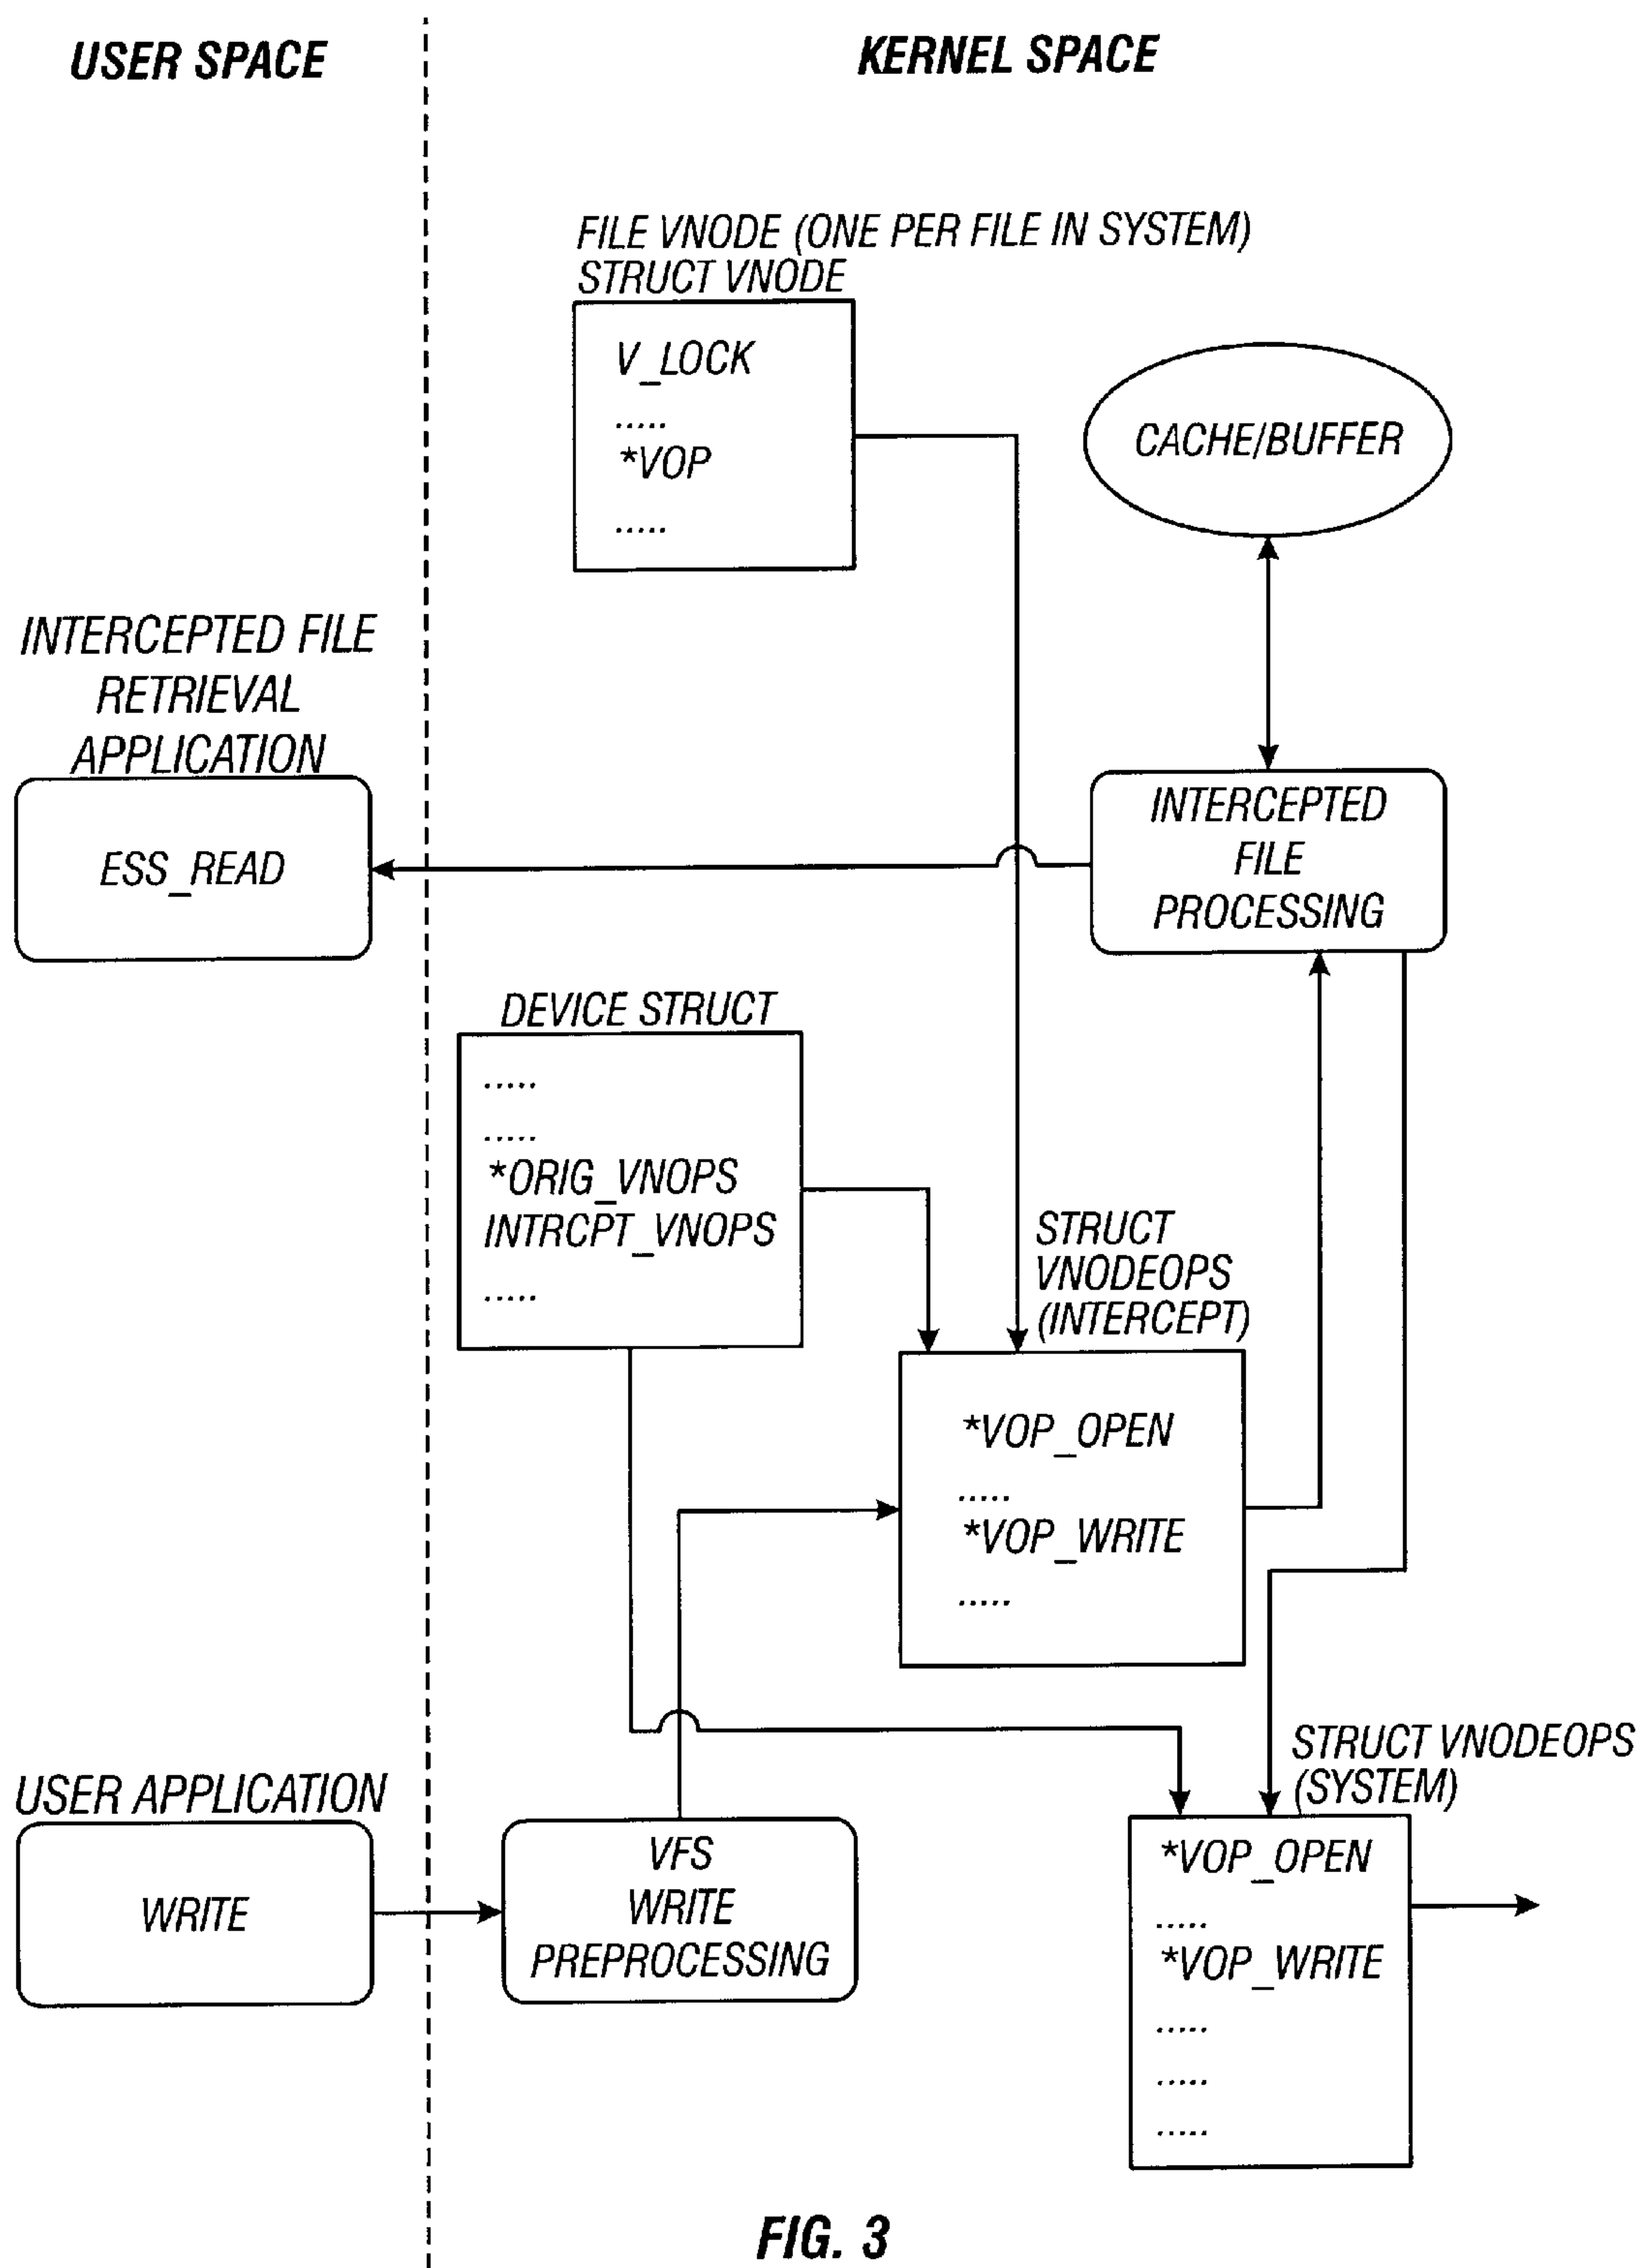 USER SPACE
KERNEL SPACE
FILE VNODE (ONE PER FILE IN SYSTEM)
STRUCT VNODE
V_LOCK
.....
*VOP
.....
CACHE/BUFFER
INTERCEPTED FILE
RETRIEVAL
APPLICATION
ESS_READ
INTERCEPTED
FILE
PROCESSING
DEVICE STRUCT
.....
.....
*ORIG_VNOPS
INTRCPT_VNOPS
.....
STRUCT
VNODEOPS
(INTERCEPT)
*VOP_OPEN
.....
*VOP_WRITE
.....
USER APPLICATION
WRITE
VFS
WRITE
PREPROCESSING
STRUCT VNODEOPS
(SYSTEM)
*VOP_OPEN
.....
*VOP_WRITE
.....
.....
.....
FIG. 3